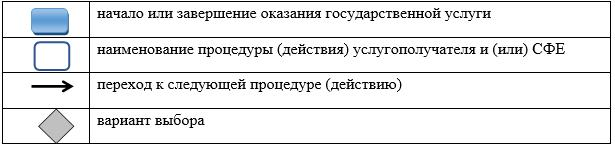 начало или завершение оказания государственной услуги
наименование процедуры (действия) услугополучателя и (или) СФЕ
переход к следующей процедуре (действию)
вариант выбора